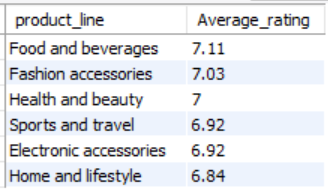 product_line Average_rating
Food and beverages 7.11
Fashion accessories 7.03
Health and beauty 7
Sports and travel 6.92
Electronic accessories 6.92
Home and lifestyle 6.84